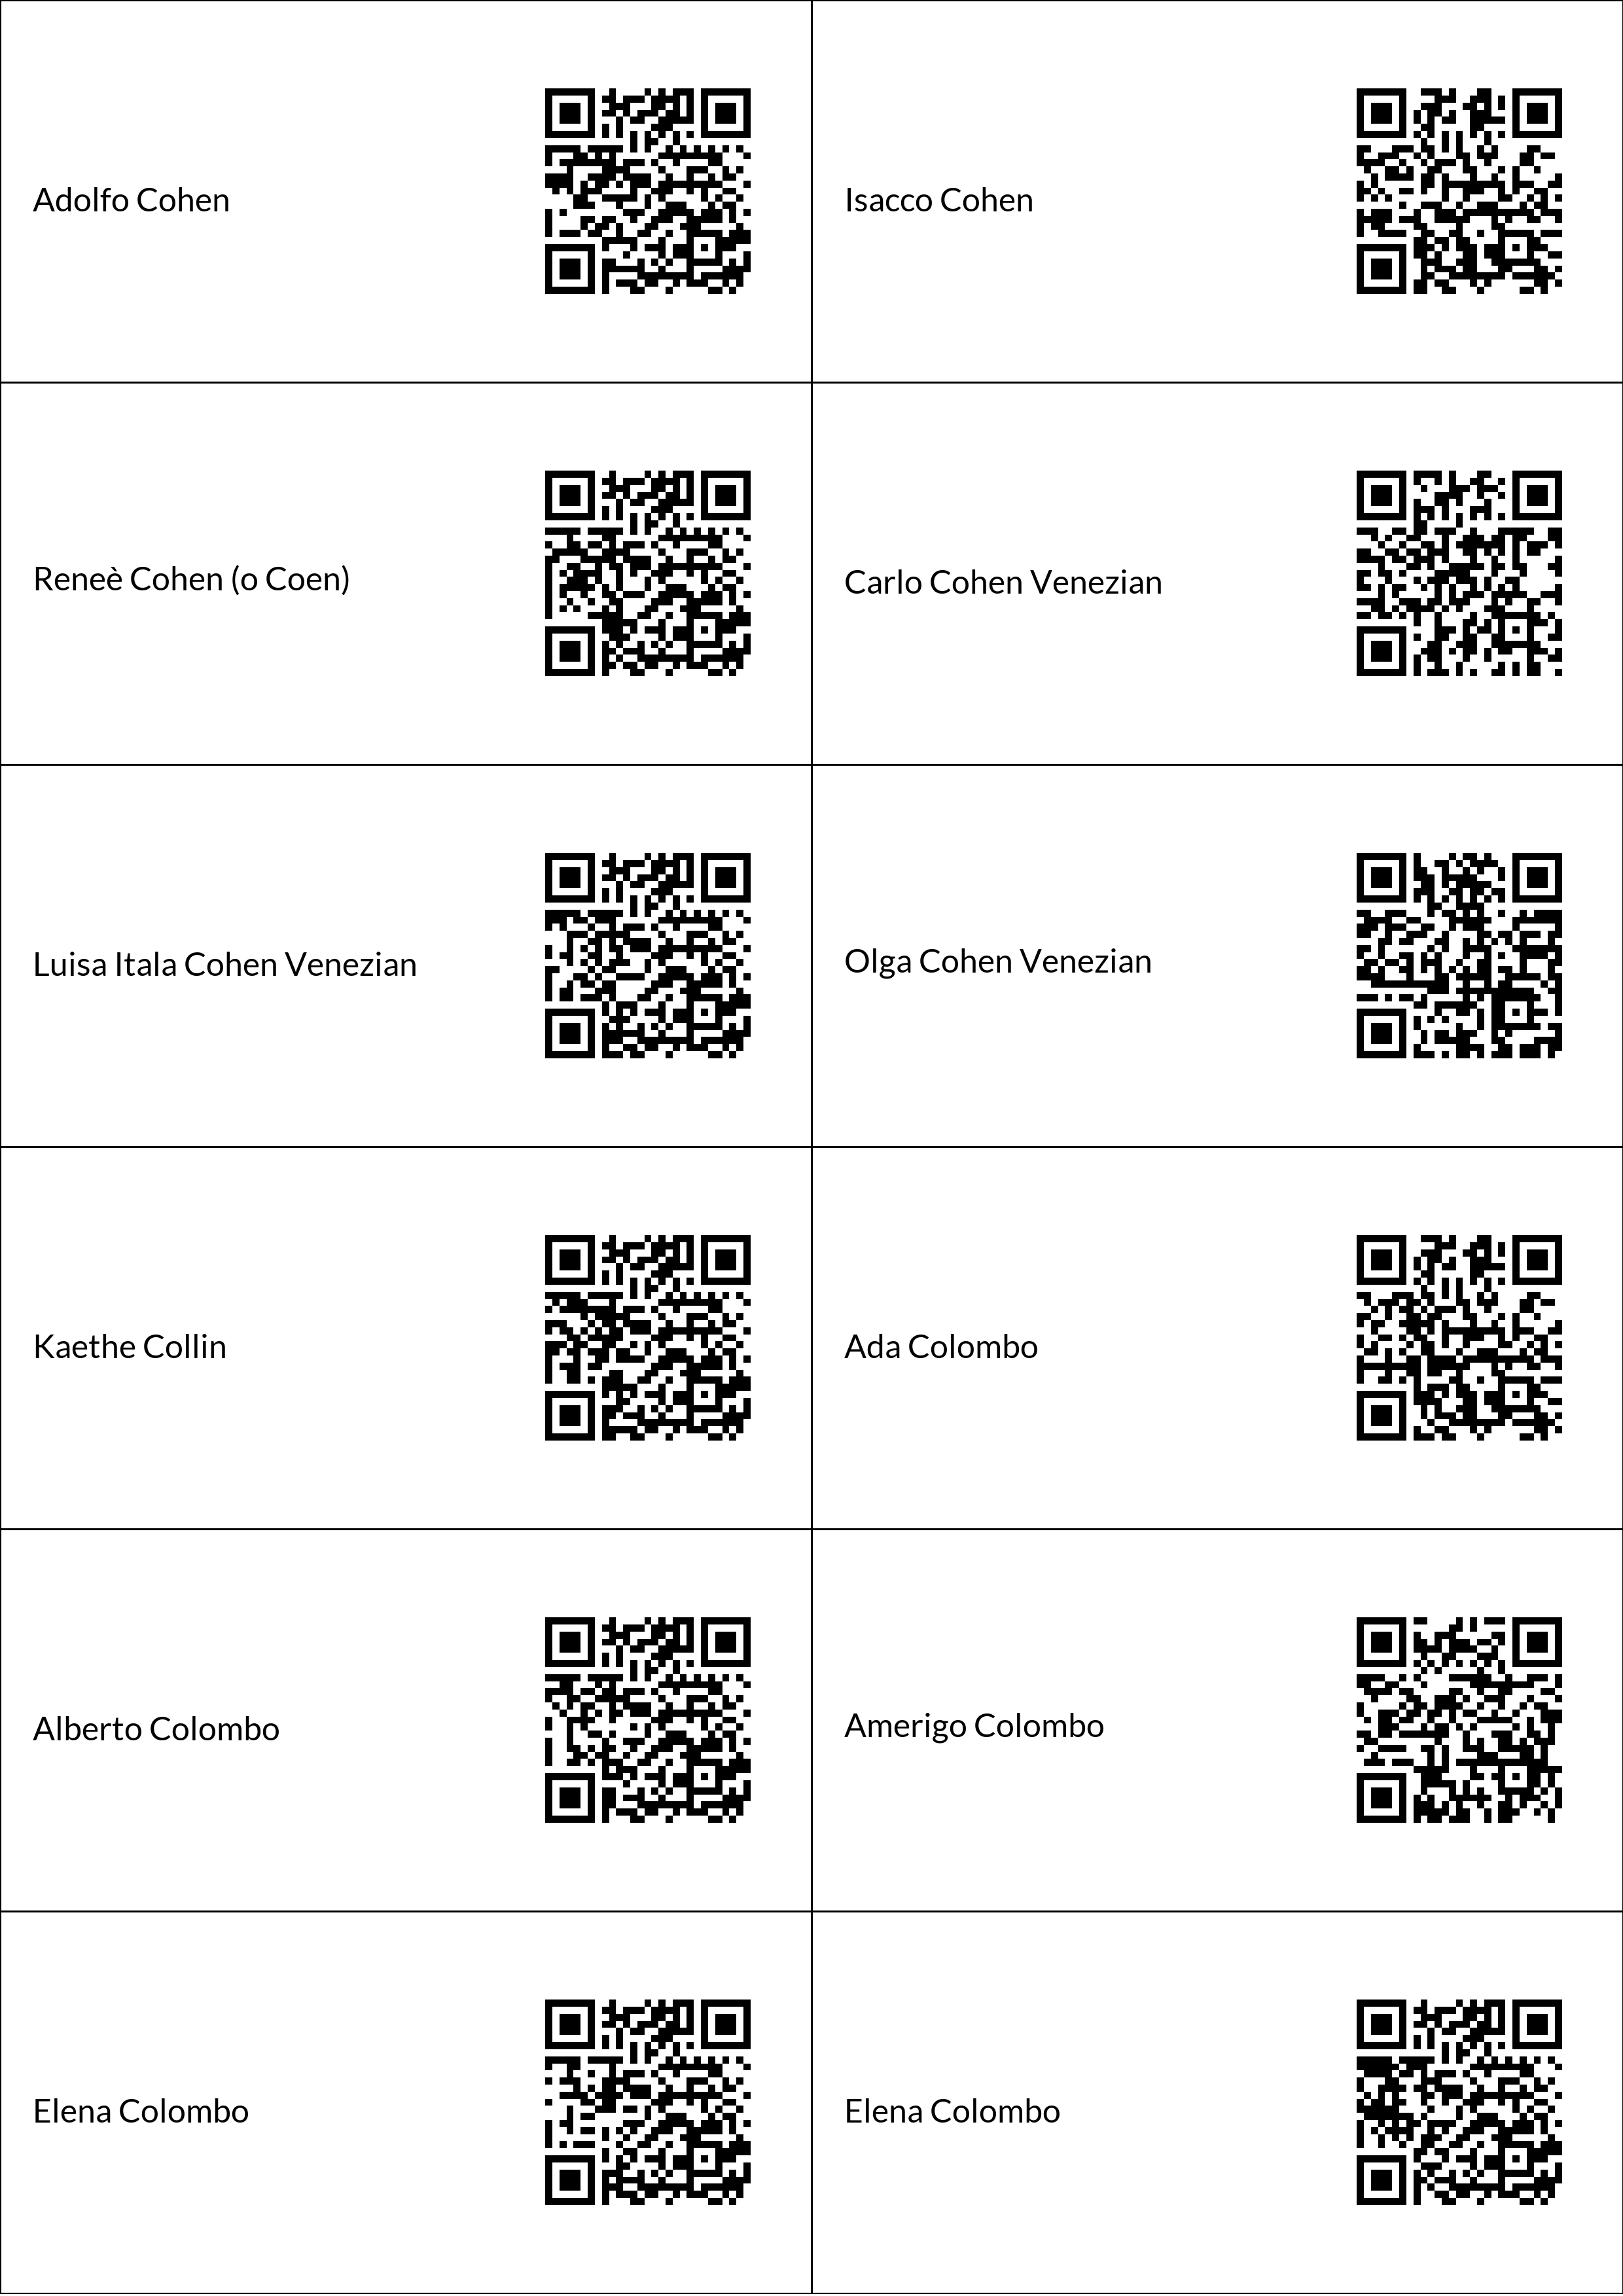 Adolfo Cohen
Isacco Cohen
Reneè Cohen (o Coen)
Carlo Cohen Venezian
Luisa Itala Cohen Venezian
Olga Cohen Venezian
Kaethe Collin
Ada Colombo
Alberto Colombo
Amerigo Colombo
Elena Colombo
Elena Colombo